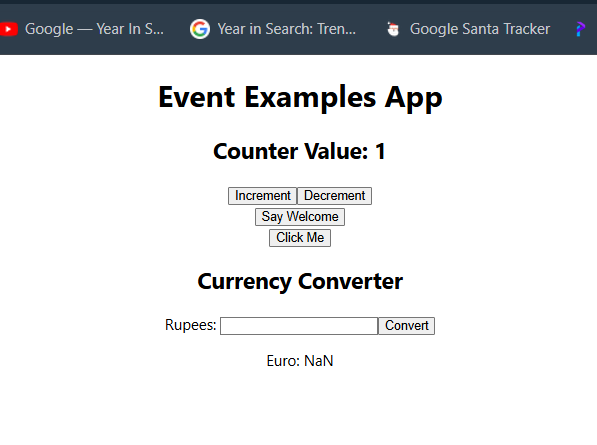 Google — Year In S... Year in Search: Tren... Google Santa Tracker
Event Examples App
Counter Value: 1
Increment Decrement
Say Welcome
Click Me
Currency Converter
Rupees: Convert
Euro: NaN